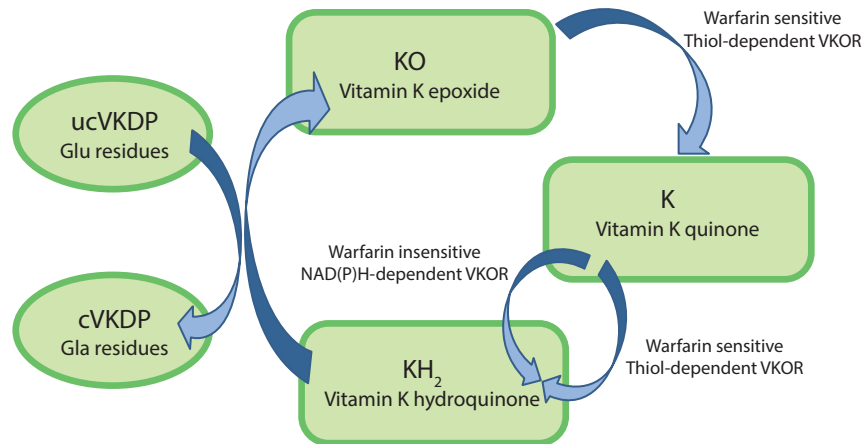 Warfarin sensitive
Thiol-dependent VKOR
KO
Vitamin K epoxide
ucVKDP
Glu residues
K
Vitamin K quinone
Warfarin insensitive
NAD(P)H-dependent VKOR
cVKDP
Gla residues
KH₂
Vitamin K hydroquinone
Warfarin sensitive
Thiol-dependent VKOR